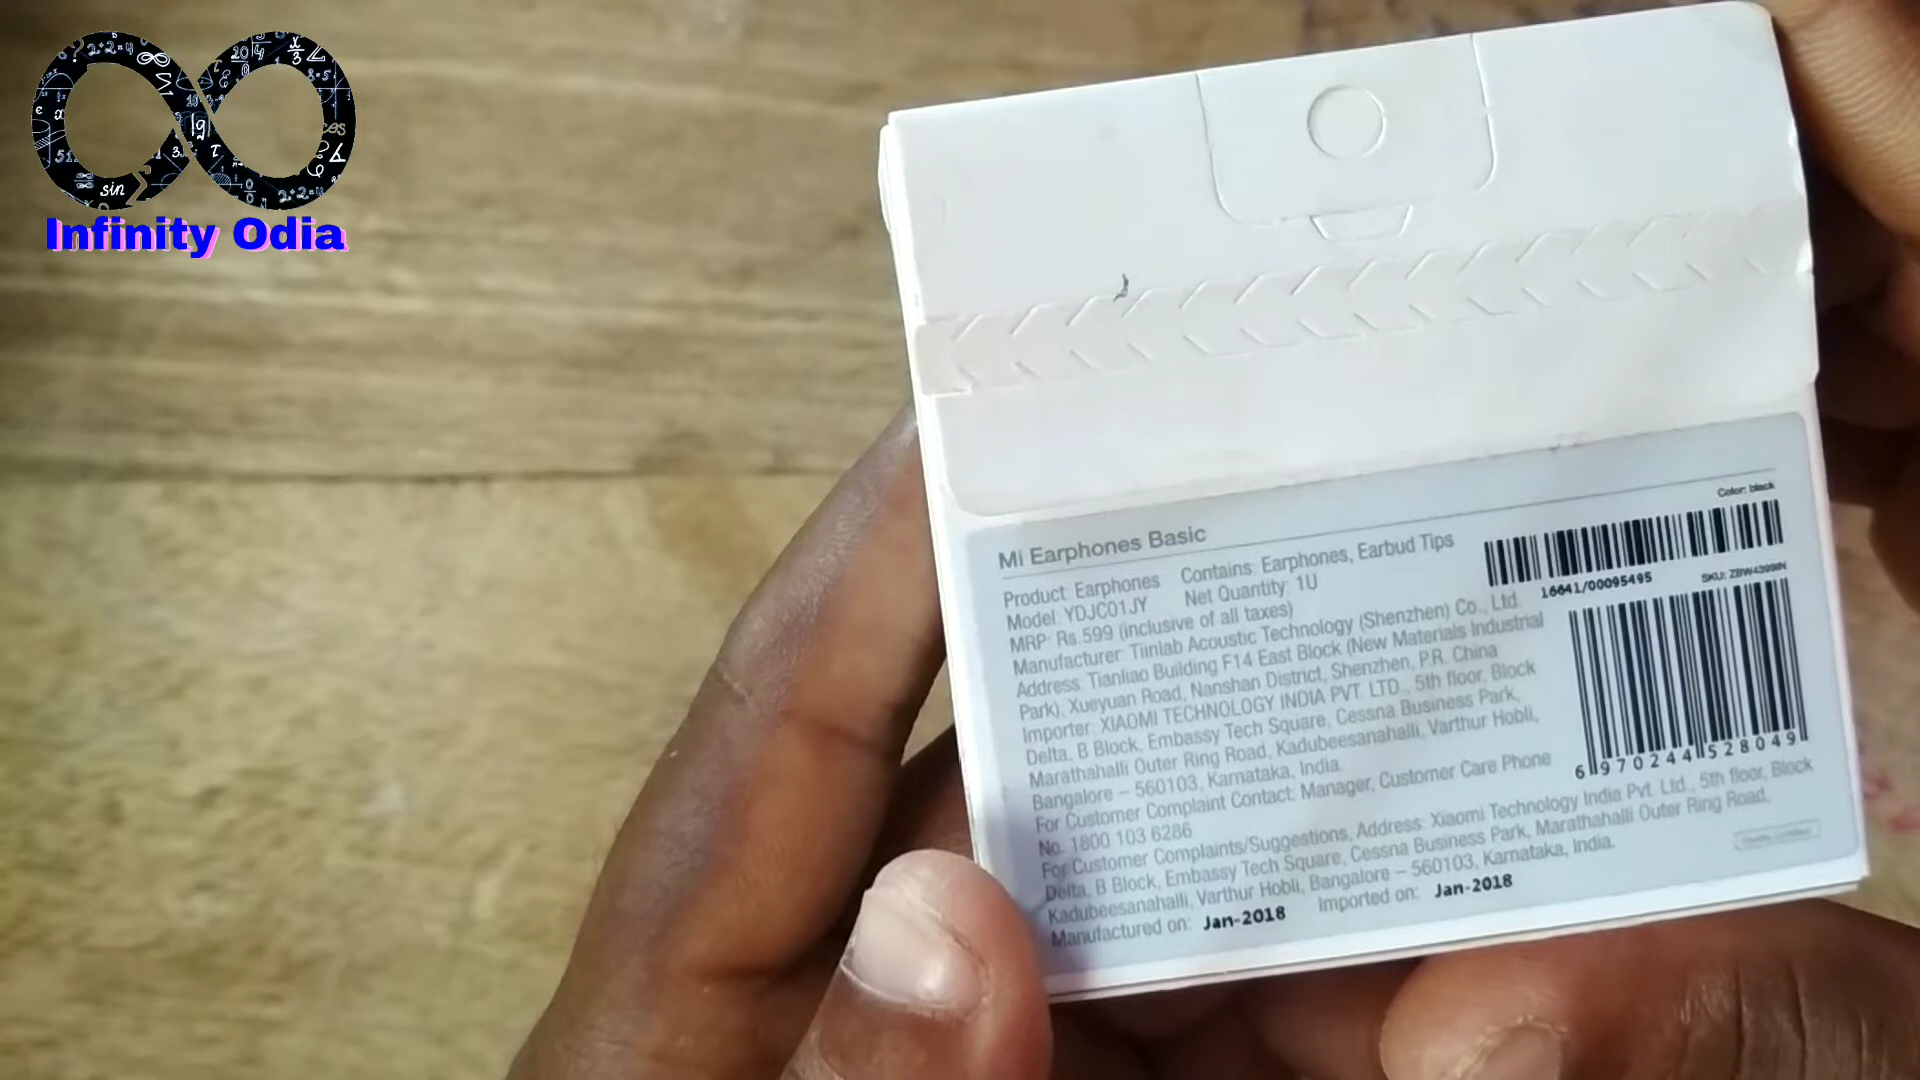 Infinity Odia
Color: black
Mi Earphones Basic
Product: Earphones Contains: Earphones, Earbud Tips
Model: YDJC01JY Net Quantity: 1U
MRP: Rs.599 (inclusive of all taxes)
Manufacturer: Tiinlab Acoustic Technology (Shenzhen) Co., Ltd.
Address: Tianliao Building F14 East Block (New Materials Industrial
Park), Xueyuan Road, Nanshan District, Shenzhen, P.R. China
Importer: XIAOMI TECHNOLOGY INDIA PVT. LTD., 5th floor, Block
Delta, B Block, Embassy Tech Square, Cessna Business Park,
Marathahalli Outer Ring Road, Kadubeesanahalli, Varthur Hobli,
Bangalore – 560103, Karnataka, India.
For Customer Complaint Contact: Manager, Customer Care Phone
No. 1800 103 6286
For Customer Complaints/Suggestions, Address: Xiaomi Technology India Pvt. Ltd., 5th floor, Block
Delta, B Block, Embassy Tech Square, Cessna Business Park, Marathahalli Outer Ring Road,
Kadubeesanahalli, Varthur Hobli, Bangalore – 560103, Karnataka, India.
Manufactured on: Jan-2018 Imported on: Jan-2018
16641/00095495
SKU: ZBW4399IN
6 970244 528049